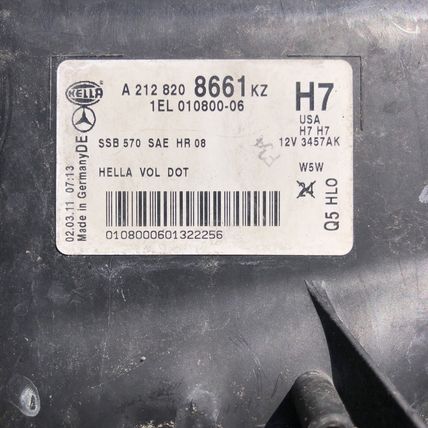 HELLA
A 212 820 8661 KZ
1EL 010800-06
H7
USA
H7 H7
12V 3457AK
SSB 570 SAE HR 08
HELLA VOL DOT
W5W
24
Q5 HLO
0108000601322256
02.03.11 07:13
Made in Germany DE